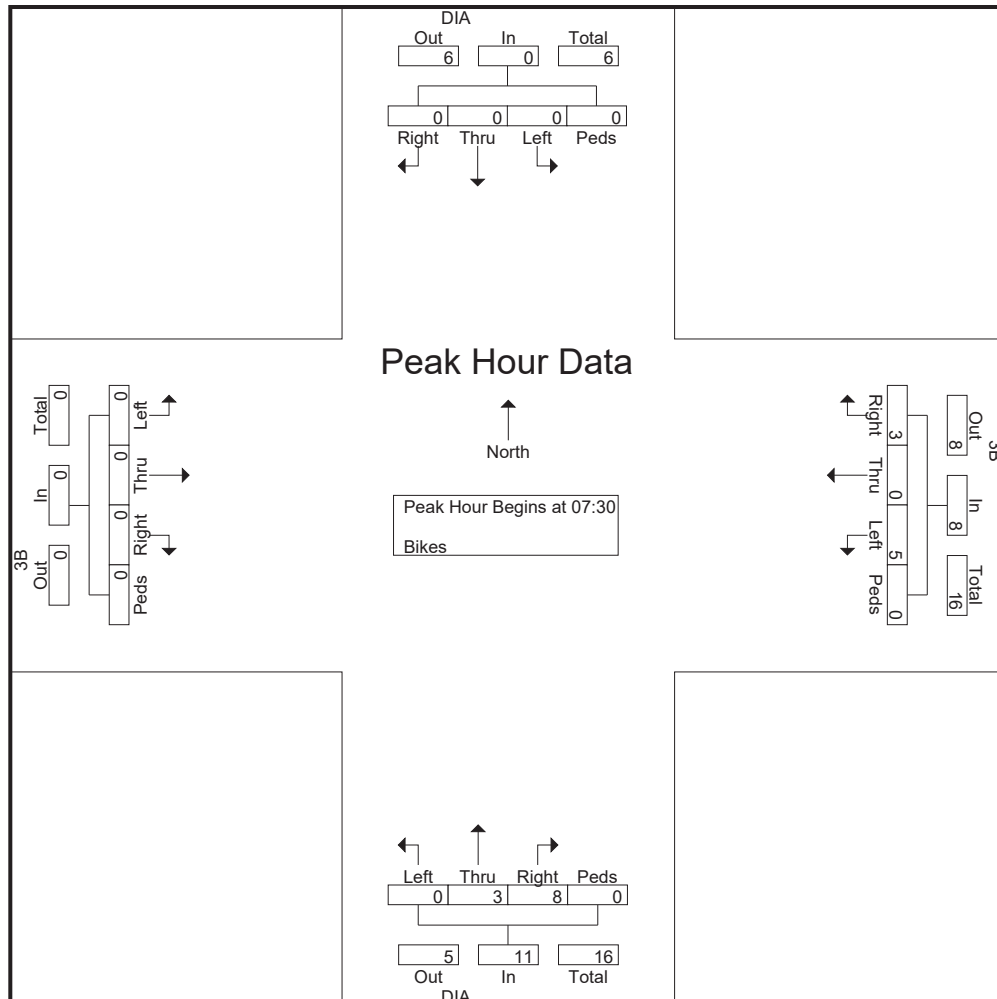 DIA
Out In Total
6 0 6
0 0 0 0
Right Thru Left Peds
Peak Hour Data
North
Peak Hour Begins at 07:30
Bikes
3B
Out In Total
0 0 0
0 0 0 0
Left Thru Right Peds
3B
Out In Total
8 8 16
3 0 5 0
Right Thru Left Peds
Left Thru Right Peds
0 3 8 0
5 11 16
Out In Total
DIA